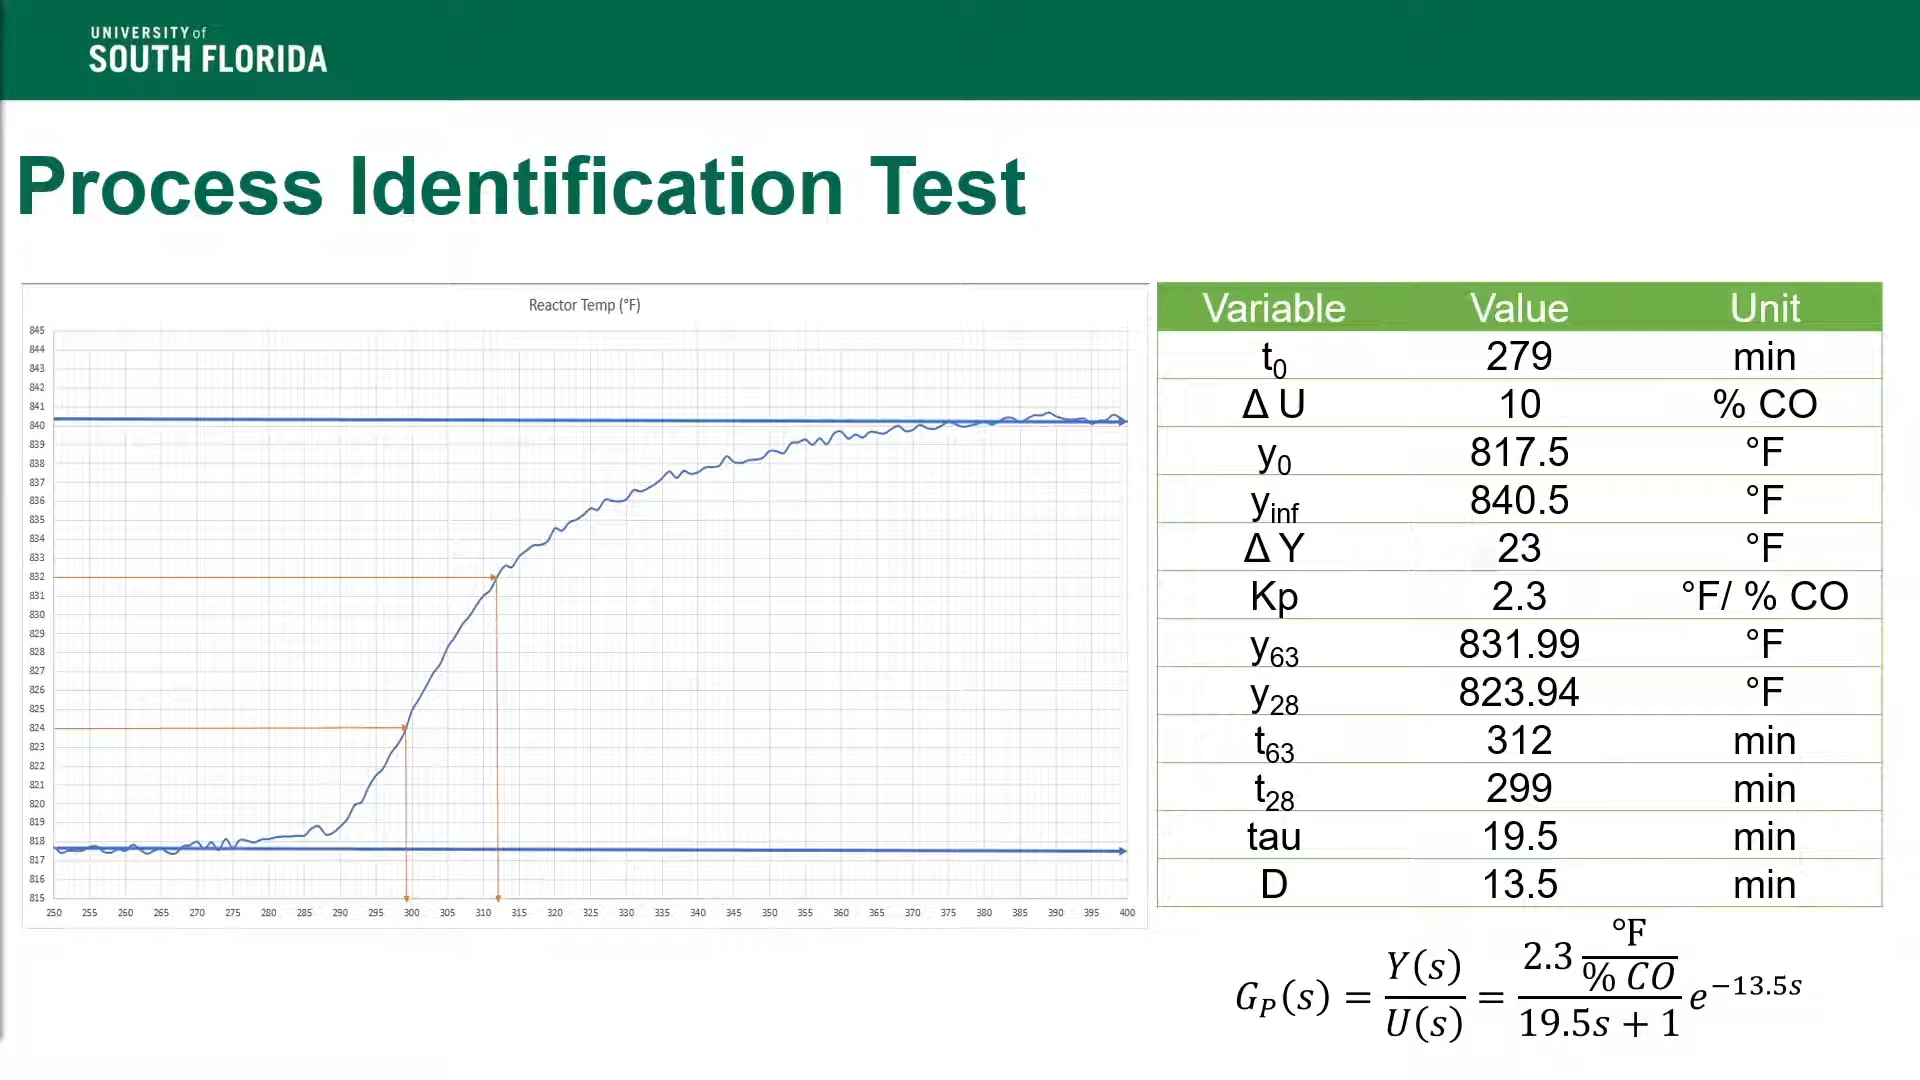 UNIVERSITY of
SOUTH FLORIDA
Process Identification Test
Reactor Temp (°F)
845
844
843
842
841
840
839
838
837
836
835
834
833
832
831
830
829
828
827
826
825
824
823
822
821
820
819
818
817
816
815
250 255 260 265 270 275 280 285 290 295 300 305 310 315 320 325 330 335 340 345 350 355 360 365 370 375 380 385 390 395 400
Variable Value Unit
t0 279 min
Δ U 10 % CO
y0 817.5 °F
yinf 840.5 °F
Δ Y 23 °F
Kp 2.3 °F/ % CO
y63 831.99 °F
y28 823.94 °F
t63 312 min
t28 299 min
tau 19.5 min
D 13.5 min
GP(s) = Y(s)/U(s) = 2.3 °F/% CO / 19.5s + 1 e^−13.5s